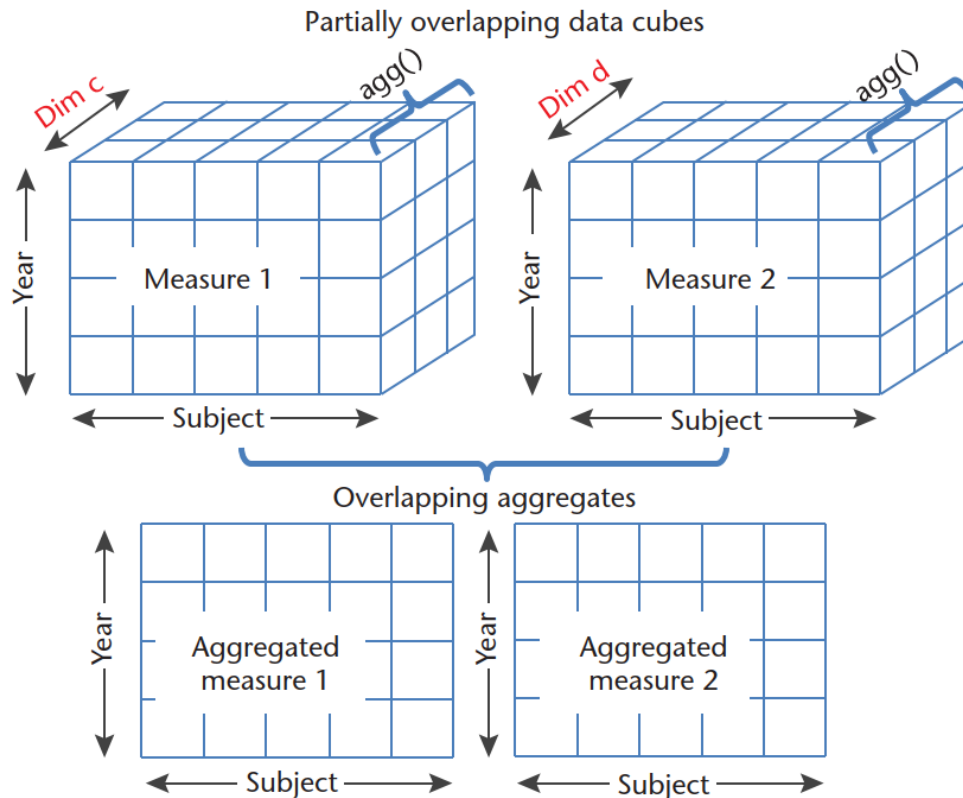 Partially overlapping data cubes
Dim c
agg()
Dim d
agg()
Year
Measure 1
Year
Measure 2
Subject
Subject
Overlapping aggregates
Year
Aggregated
measure 1
Year
Aggregated
measure 2
Subject
Subject